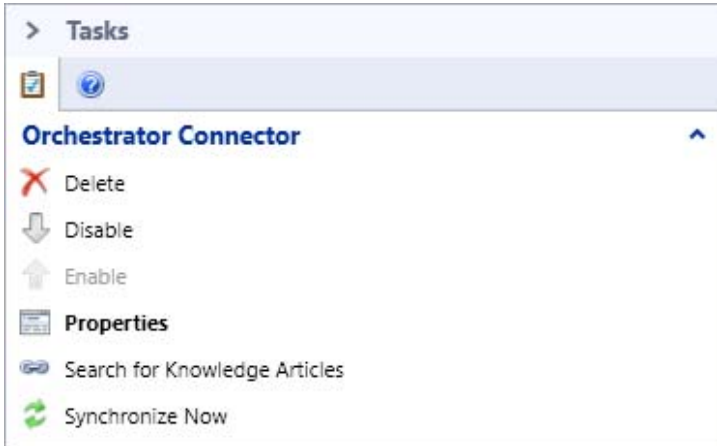 Tasks
Orchestrator Connector
Delete
Disable
Enable
Properties
Search for Knowledge Articles
Synchronize Now